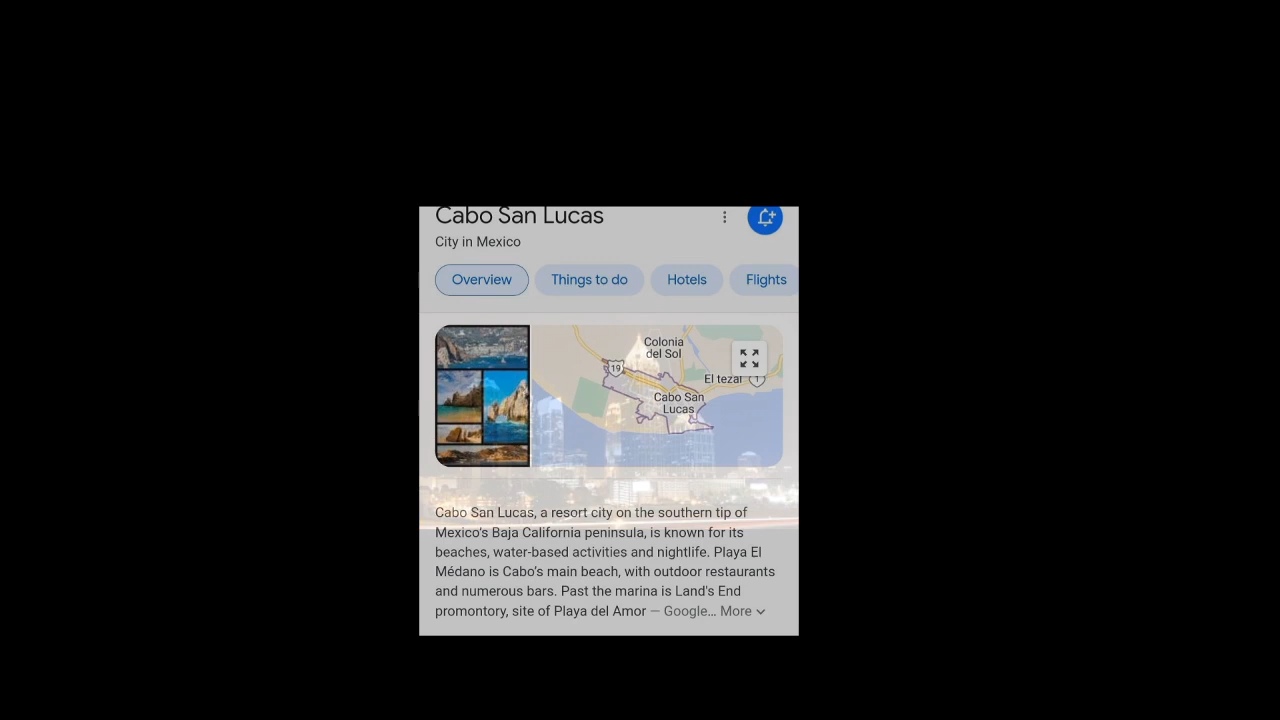 Cabo San Lucas
City in Mexico
Overview
Things to do
Hotels
Flights
Colonia
del Sol
19
El tezal
1
Cabo San
Lucas
Cabo San Lucas, a resort city on the southern tip of
Mexico's Baja California peninsula, is known for its
beaches, water-based activities and nightlife. Playa El
Médano is Cabo's main beach, with outdoor restaurants
and numerous bars. Past the marina is Land's End
promontory, site of Playa del Amor — Google... More